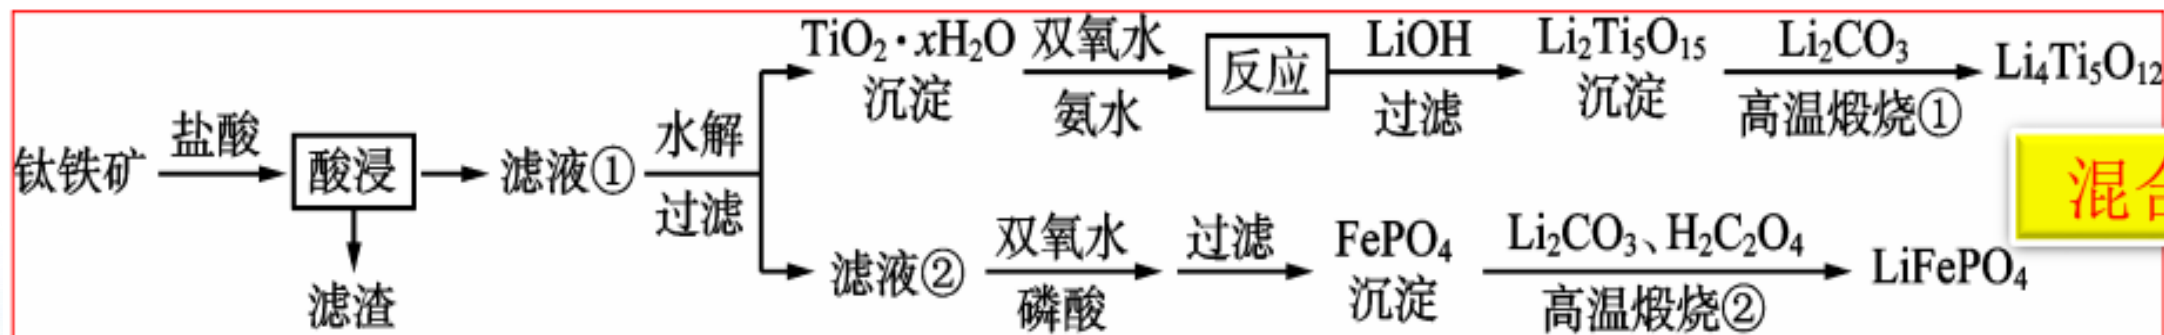 TiO₂·xH₂O 双氧水 LiOH Li₂Ti₅O₁₅ Li₂CO₃
沉淀 氨水 反应 过滤 沉淀 高温煅烧① Li₄Ti₅O₁₂
钛铁矿 盐酸 酸浸 滤液① 水解
过滤
混合
滤渣 滤液② 双氧水 过滤 FePO₄ Li₂CO₃、H₂C₂O₄ LiFePO₄
磷酸 沉淀 高温煅烧②